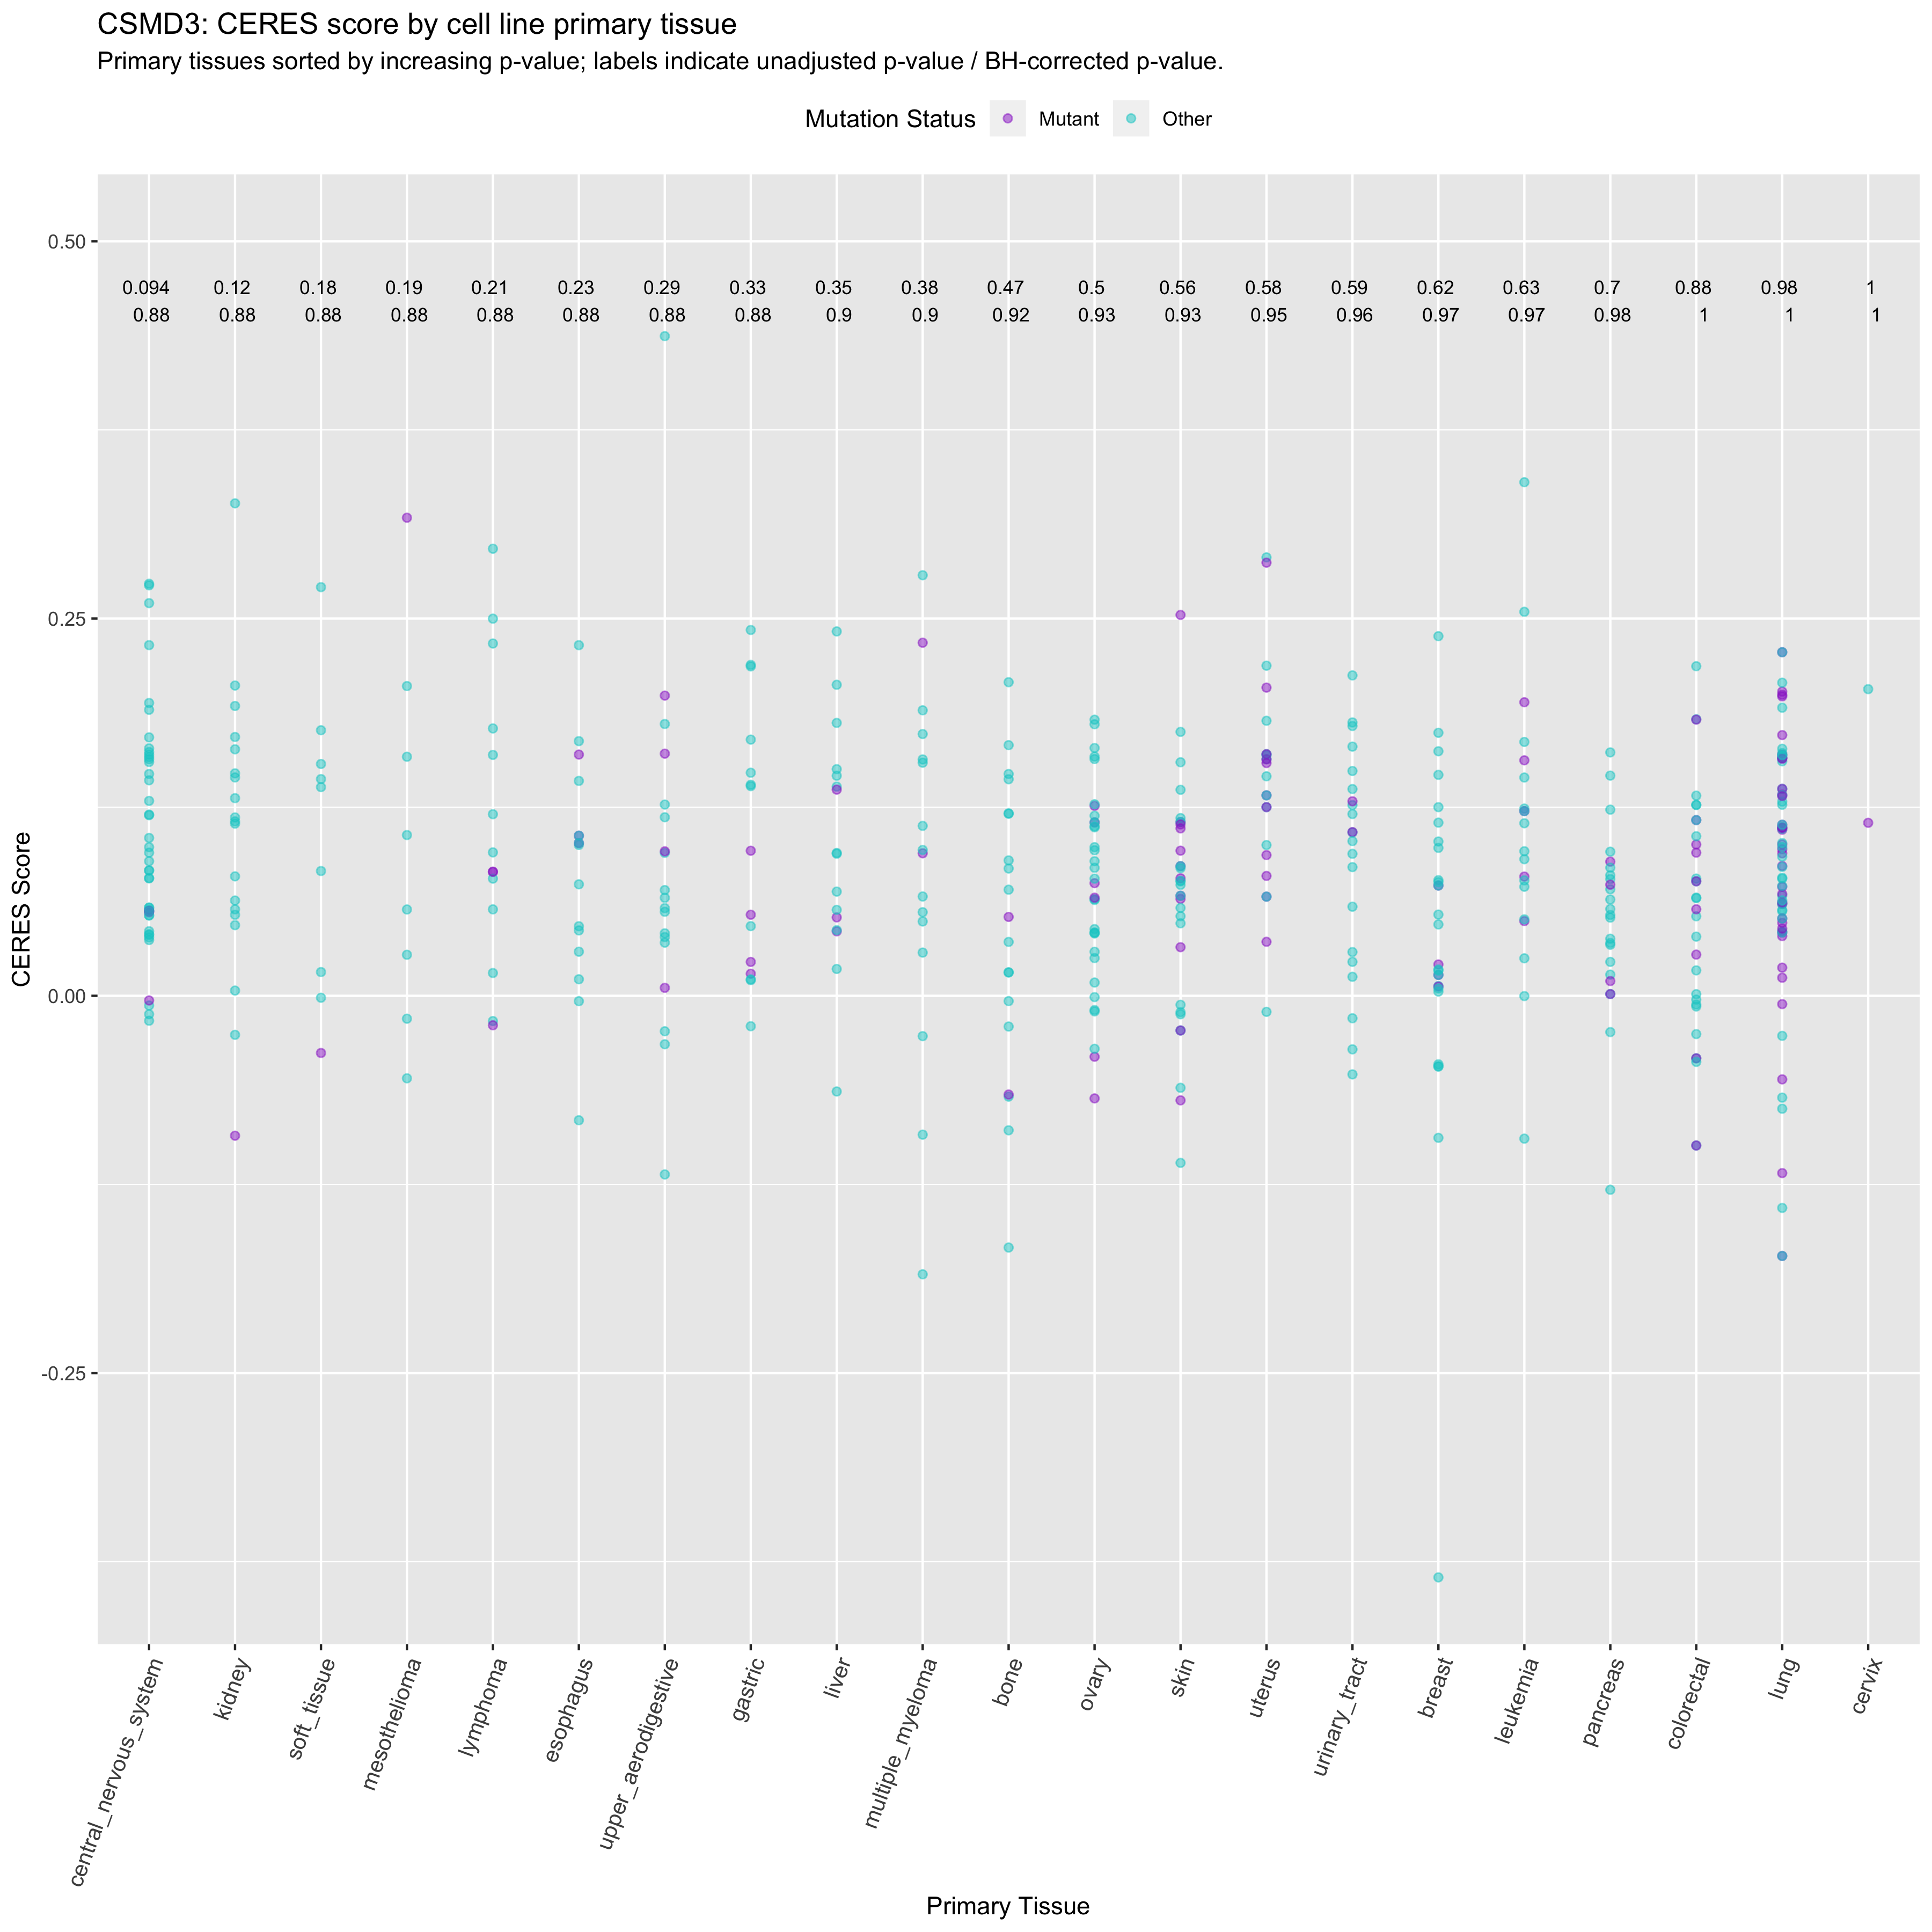 CSMD3: CERES score by cell line primary tissue
Primary tissues sorted by increasing p-value; labels indicate unadjusted p-value / BH-corrected p-value.
Mutation Status Mutant Other
0.50
0.094 0.12 0.18 0.19 0.21 0.23 0.29 0.33 0.35 0.38 0.47 0.5 0.56 0.58 0.59 0.62 0.63 0.7 0.88 0.98 1
0.88 0.88 0.88 0.88 0.88 0.88 0.88 0.88 0.9 0.9 0.92 0.93 0.93 0.95 0.96 0.97 0.97 0.98 1 1 1
0.25
0.00
-0.25
CERES Score
central_nervous_system
kidney
soft_tissue
mesothelioma
lymphoma
esophagus
upper_aerodigestive
gastric
liver
multiple_myeloma
bone
ovary
skin
uterus
urinary_tract
breast
leukemia
pancreas
colorectal
lung
cervix
Primary Tissue